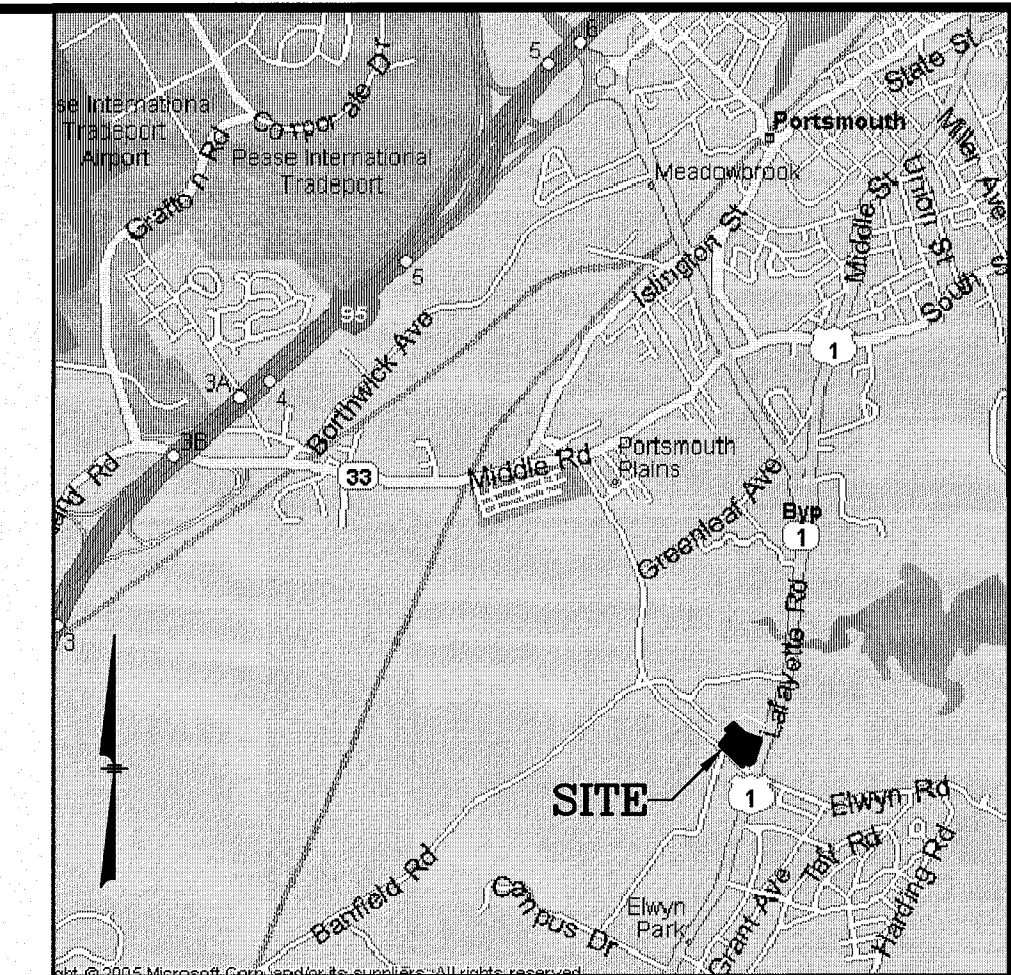 6
5
State St
se International
Tradeport
Airport
Corporate Dr
Portsmouth
Miller Ave
Grafton Rd
Pease International
Tradeport
Meadowbrook
Union St
Middle St
Islington St
South S
5
95
1
Borthwick Ave
3A
4
3B
33
Middle Rd
Portsmouth
Plains
Greenleaf Ave
Byp
1
Lafayette Rd
3
SITE
1
Elwyn Rd
Taft Rd
Banfield Rd
Campus Dr
Elwyn
Park
Grant Ave
Harding Rd
ght © 2005 Microsoft Corp. and/or its suppliers. All rights reserved.